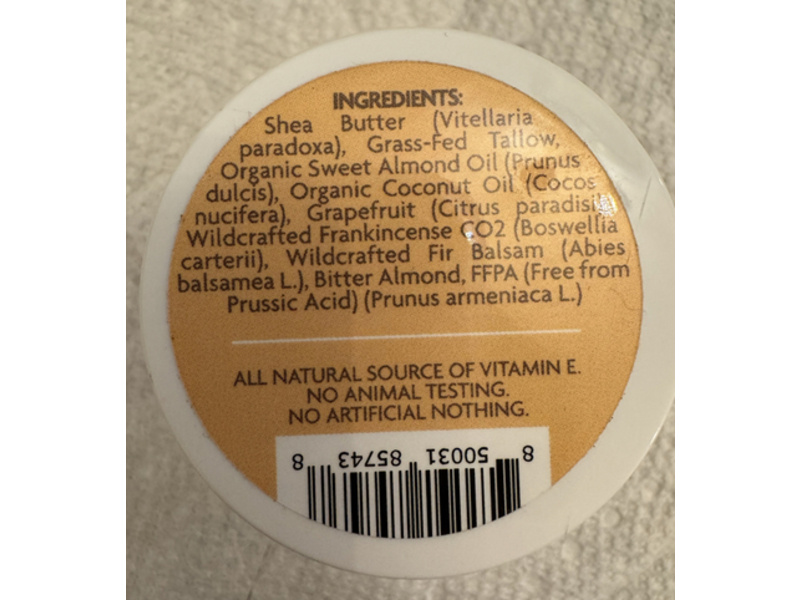 INGREDIENTS:
Shea Butter (Vitellaria
paradoxa), Grass-Fed Tallow,
Organic Sweet Almond Oil (Prunus
dulcis), Organic Coconut Oil (Cocos
nucifera), Grapefruit (Citrus paradisi),
Wildcrafted Frankincense CO2 (Boswellia
carterii), Wildcrafted Fir Balsam (Abies
balsamea L.), Bitter Almond, FFPA (Free from
Prussic Acid) (Prunus armeniaca L.)
ALL NATURAL SOURCE OF VITAMIN E.
NO ANIMAL TESTING.
NO ARTIFICIAL NOTHING.
8 50031 85743 8